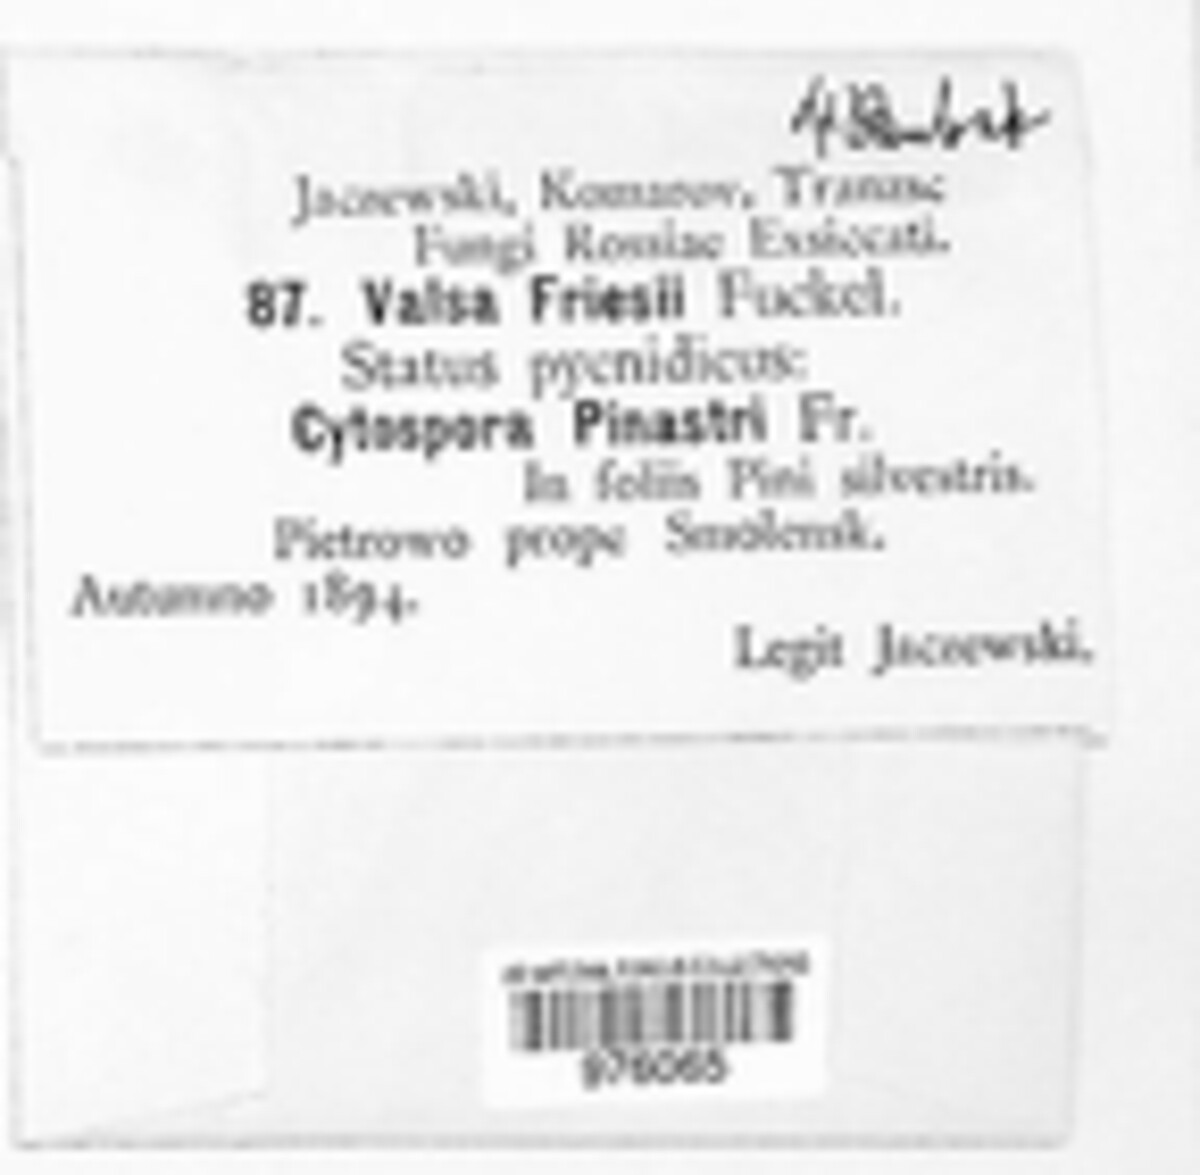 Jaczewski, Komarov, Tranzsc
Fungi Rossiae Exsiccati.
87. Valsa Friesii Fuckel.
Status pycnidicus:
Cytospora Pinastri Fr.
In foliis Pini silvestris.
Pietrowo prope Smolensk.
Autumno 1894.
Legit Jaczewski.
976065